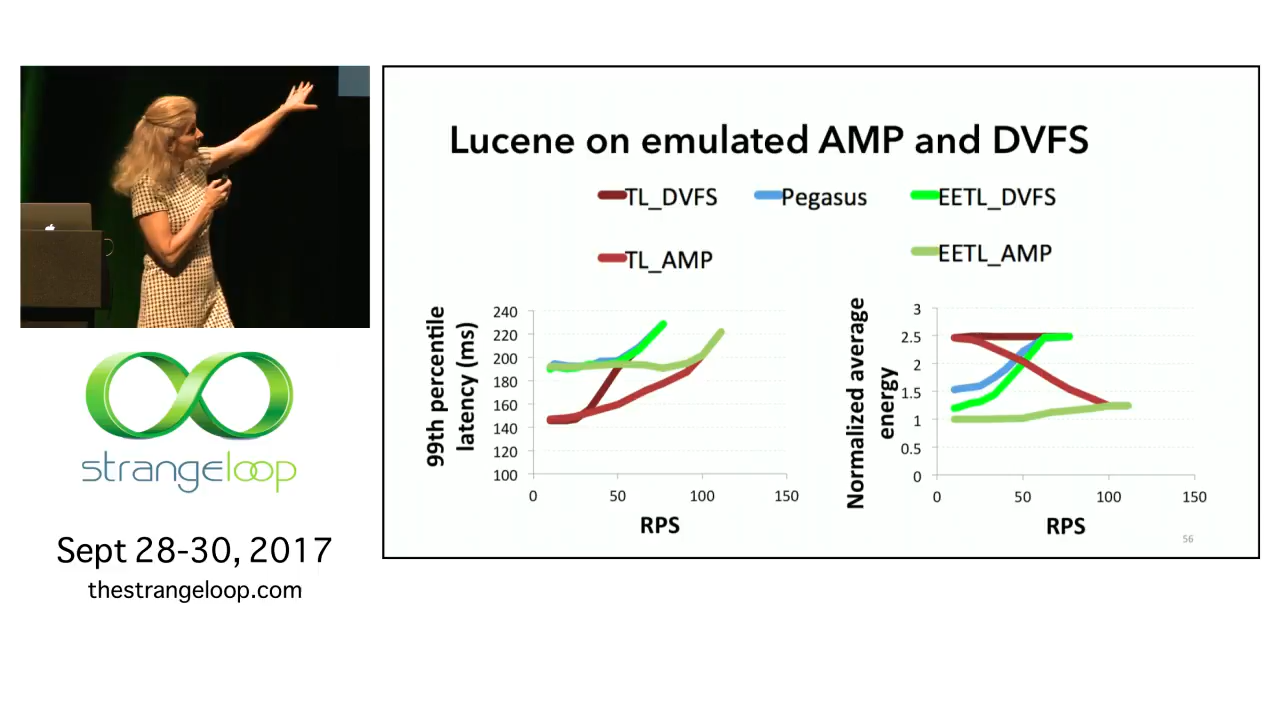 Lucene on emulated AMP and DVFS
TL_DVFS
Pegasus
EETL_DVFS
TL_AMP
EETL_AMP
99th percentile
latency (ms)
240
220
200
180
160
140
120
100
0
50
100
150
RPS
Normalized average
energy
3
2.5
2
1.5
1
0.5
0
0
50
100
150
RPS
56
strangeloop
Sept 28-30, 2017
thestrangeloop.com